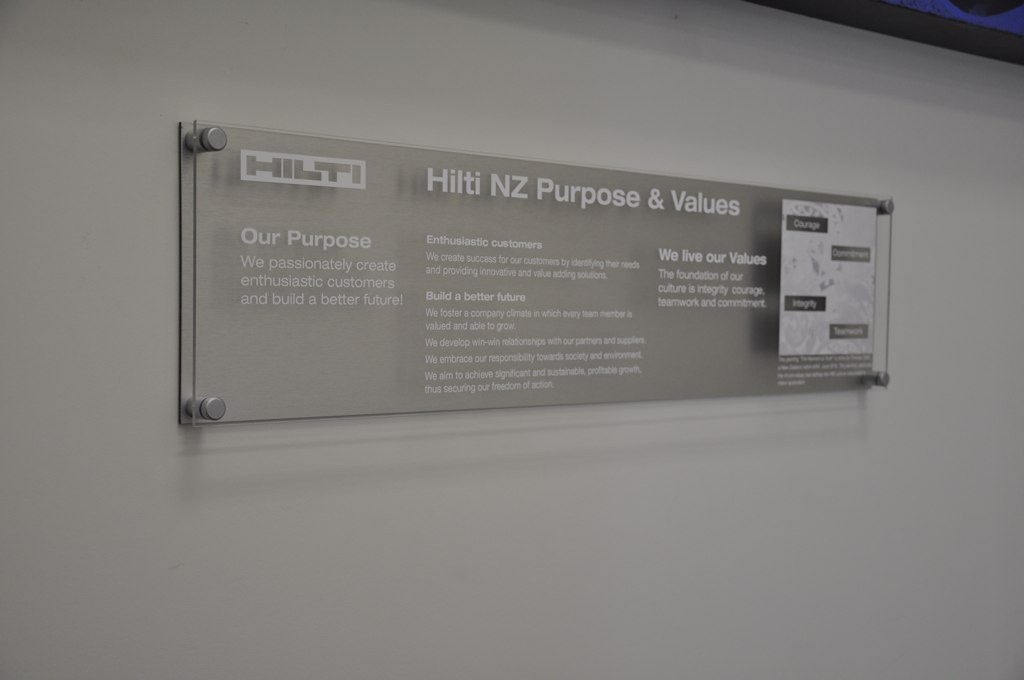 HILTI
Hilti NZ Purpose & Values
Our Purpose
We passionately create
enthusiastic customers
and build a better future!
Enthusiastic customers
We create success for our customers by identifying their needs
and providing innovative and value adding solutions.
Build a better future
We foster a company climate in which every team member is
valued and able to grow.
We develop win-win relationships with our partners and suppliers.
We embrace our responsibility towards society and environment.
We aim to achieve significant and sustainable, profitable growth,
thus securing our freedom of action.
We live our Values
The foundation of our
culture is integrity courage,
teamwork and commitment.
Courage
Commitment
Integrity
Teamwork